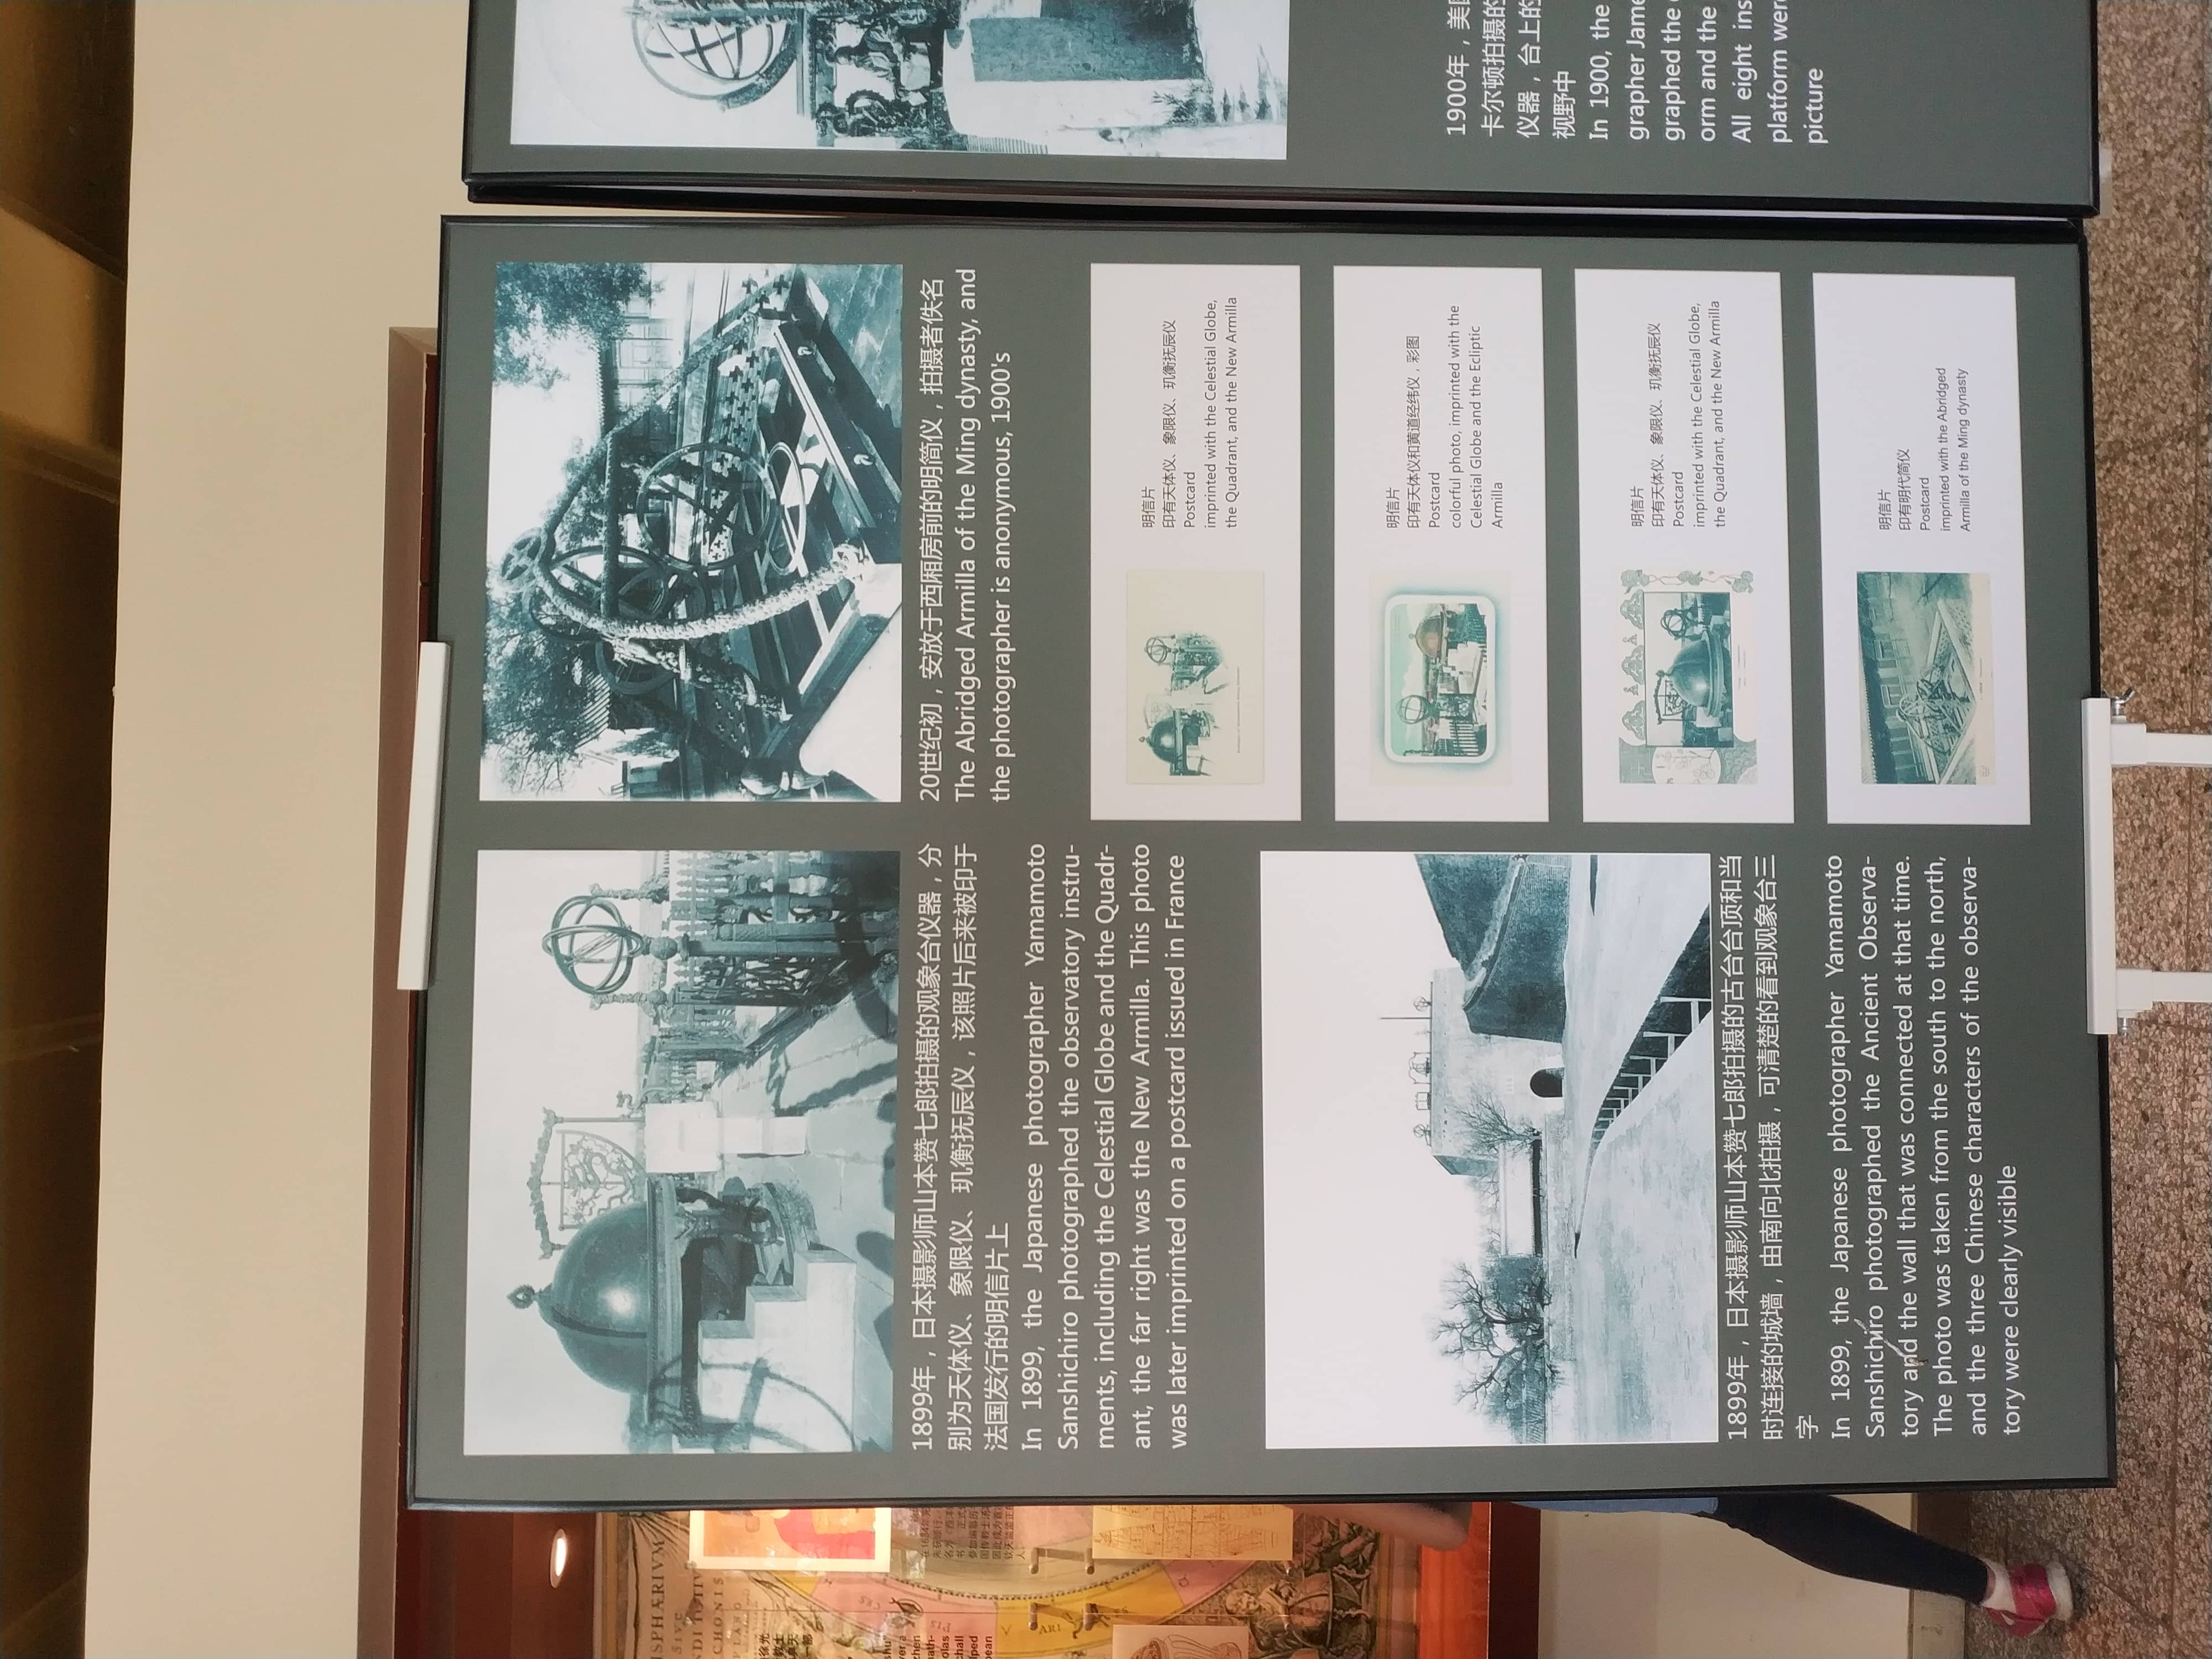 1899年，日本摄影师山本赞七郎拍摄的观象台仪器，分
别为天体仪、象限仪、玑衡抚辰仪，该照片后来被印于
法国发行的明信片上
In 1899, the Japanese photographer Yamamoto
Sanshichiro photographed the observatory instru-
ments, including the Celestial Globe and the Quadr-
ant, the far right was the New Armilla. This photo
was later imprinted on a postcard issued in France
1899年，日本摄影师山本赞七郎拍摄的古台台顶和当
时连接的城墙，由南向北拍摄，可清楚的看到观象台三
字
In 1899, the Japanese photographer Yamamoto
Sanshichiro photographed the Ancient Observa-
tory and the wall that was connected at that time.
The photo was taken from the south to the north,
and the three Chinese characters of the observa-
tory were clearly visible
20世纪初，安放于西厢房前的明简仪，拍摄者佚名
The Abridged Armilla of the Ming dynasty, and
the photographer is anonymous, 1900's
明信片
印有天体仪、象限仪、玑衡抚辰仪
Postcard
imprinted with the Celestial Globe,
the Quadrant, and the New Armilla
明信片
印有天体仪和黄道经纬仪，彩图
Postcard
colorful photo, imprinted with the
Celestial Globe and the Ecliptic
Armilla
明信片
印有天体仪、象限仪、玑衡抚辰仪
Postcard
imprinted with the Celestial Globe,
the Quadrant, and the New Armilla
明信片
印有明代简仪
Postcard
imprinted with the Abridged
Armilla of the Ming dynasty
1900年，美
卡尔顿拍摄的
仪器，台上的
视野中
In 1900, the
grapher Jame
graphed the
orm and the
All eight ins
platform wer
picture
ISPHÆRIVM
Sive
NDI TOTIV
CHONIS
PLANO